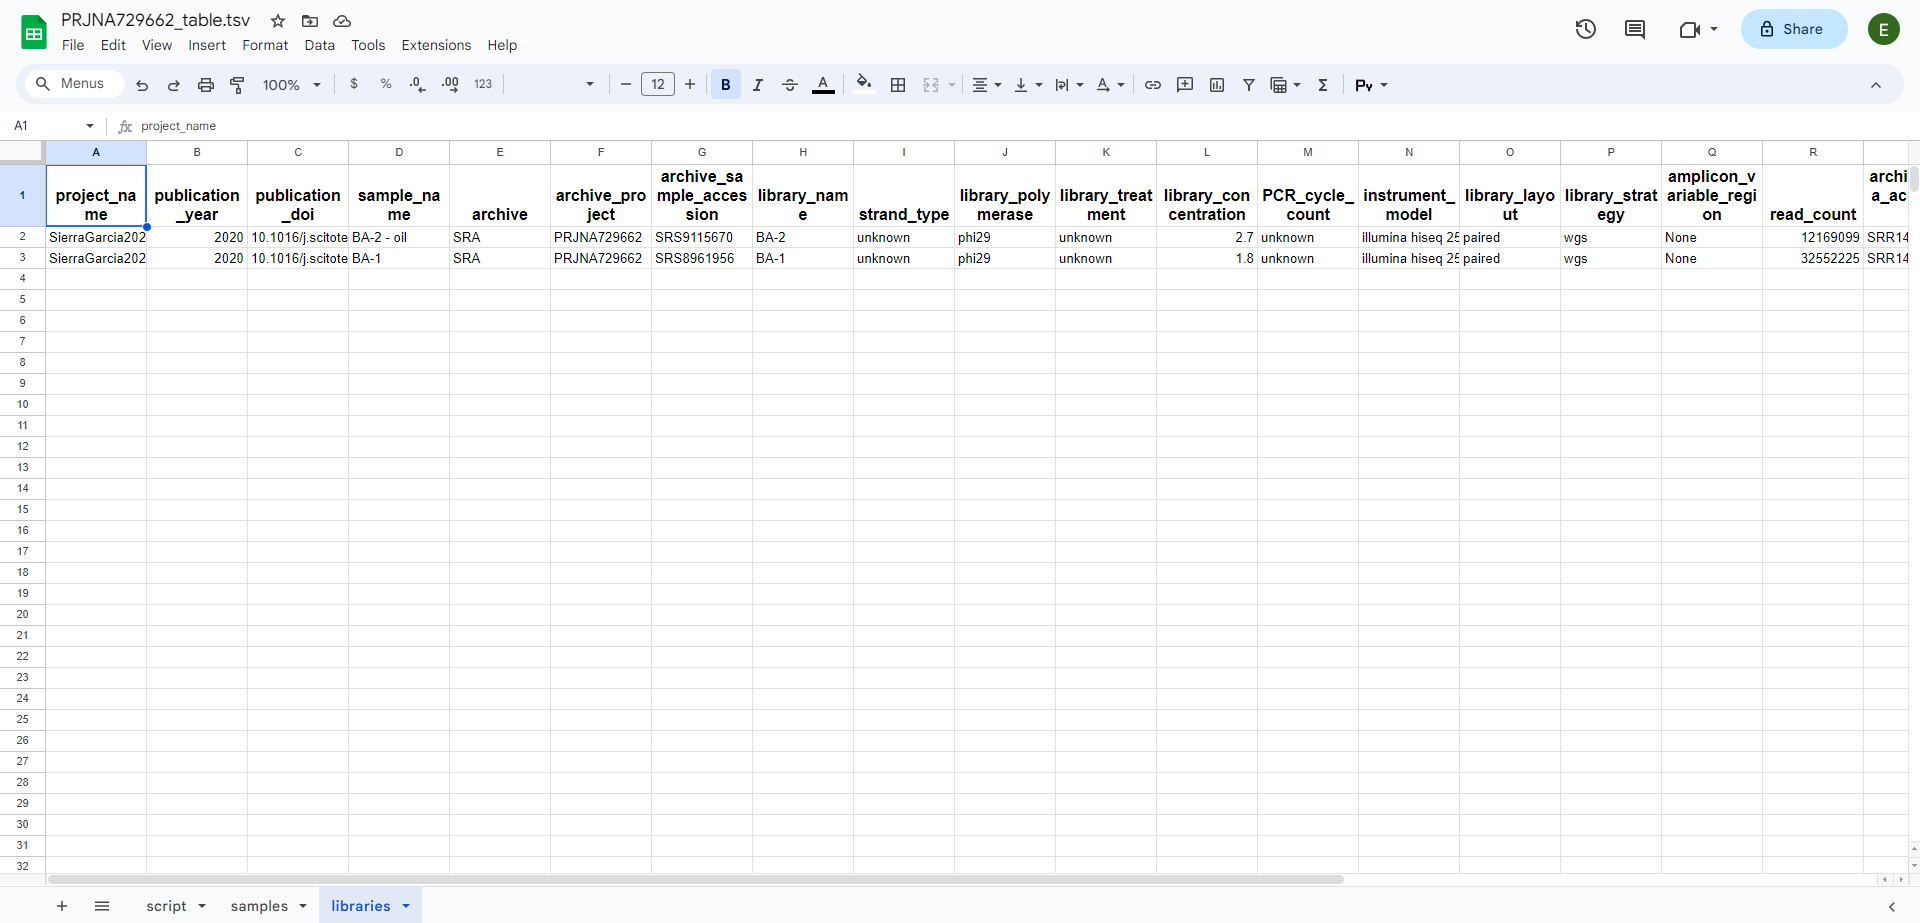 PRJNA729662_table.tsv
File Edit View Insert Format Data Tools Extensions Help
Share
E
Menus 100% $ % .0 .00 123 12 B I A Σ Py
A1 fx project_name
A B C D E F G H I J K L M N O P Q R
1 project_name publication_year publication_doi sample_name archive archive_project archive_sample_accession library_name strand_type library_polymerase library_treatment library_concentration PCR_cycle_count instrument_model library_layout library_strategy amplicon_variable_region read_count archi a_ac
2 SierraGarcia202 2020 10.1016/j.scitote BA-2 - oil SRA PRJNA729662 SRS9115670 BA-2 unknown phi29 unknown 2.7 unknown illumina hiseq 25 paired wgs None 12169099 SRR14
3 SierraGarcia202 2020 10.1016/j.scitote BA-1 SRA PRJNA729662 SRS8961956 BA-1 unknown phi29 unknown 1.8 unknown illumina hiseq 25 paired wgs None 32552225 SRR14
4
5
6
7
8
9
10
11
12
13
14
15
16
17
18
19
20
21
22
23
24
25
26
27
28
29
30
31
32
script samples libraries